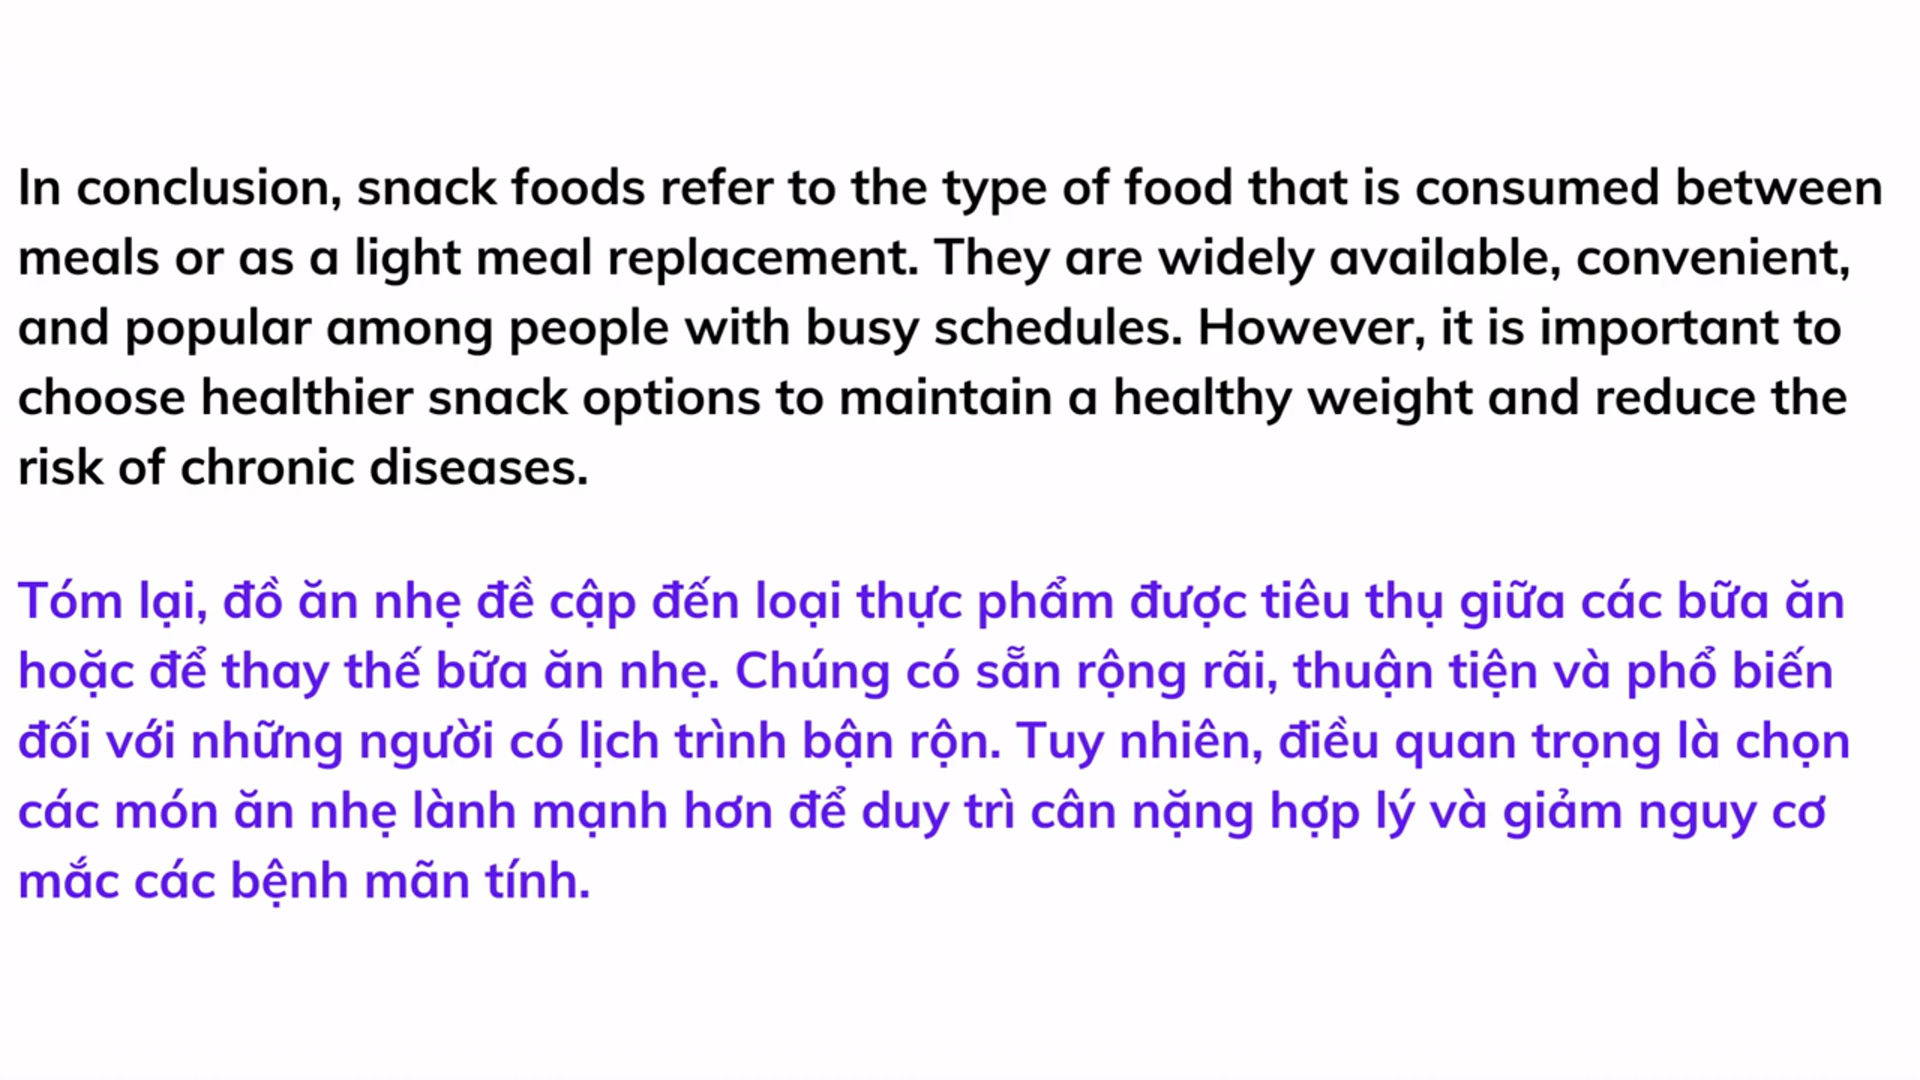 In conclusion, snack foods refer to the type of food that is consumed between
meals or as a light meal replacement. They are widely available, convenient,
and popular among people with busy schedules. However, it is important to
choose healthier snack options to maintain a healthy weight and reduce the
risk of chronic diseases.
Tóm lại, đồ ăn nhẹ đề cập đến loại thực phẩm được tiêu thụ giữa các bữa ăn
hoặc để thay thế bữa ăn nhẹ. Chúng có sẵn rộng rãi, thuận tiện và phổ biến
đối với những người có lịch trình bận rộn. Tuy nhiên, điều quan trọng là chọn
các món ăn nhẹ lành mạnh hơn để duy trì cân nặng hợp lý và giảm nguy cơ
mắc các bệnh mãn tính.